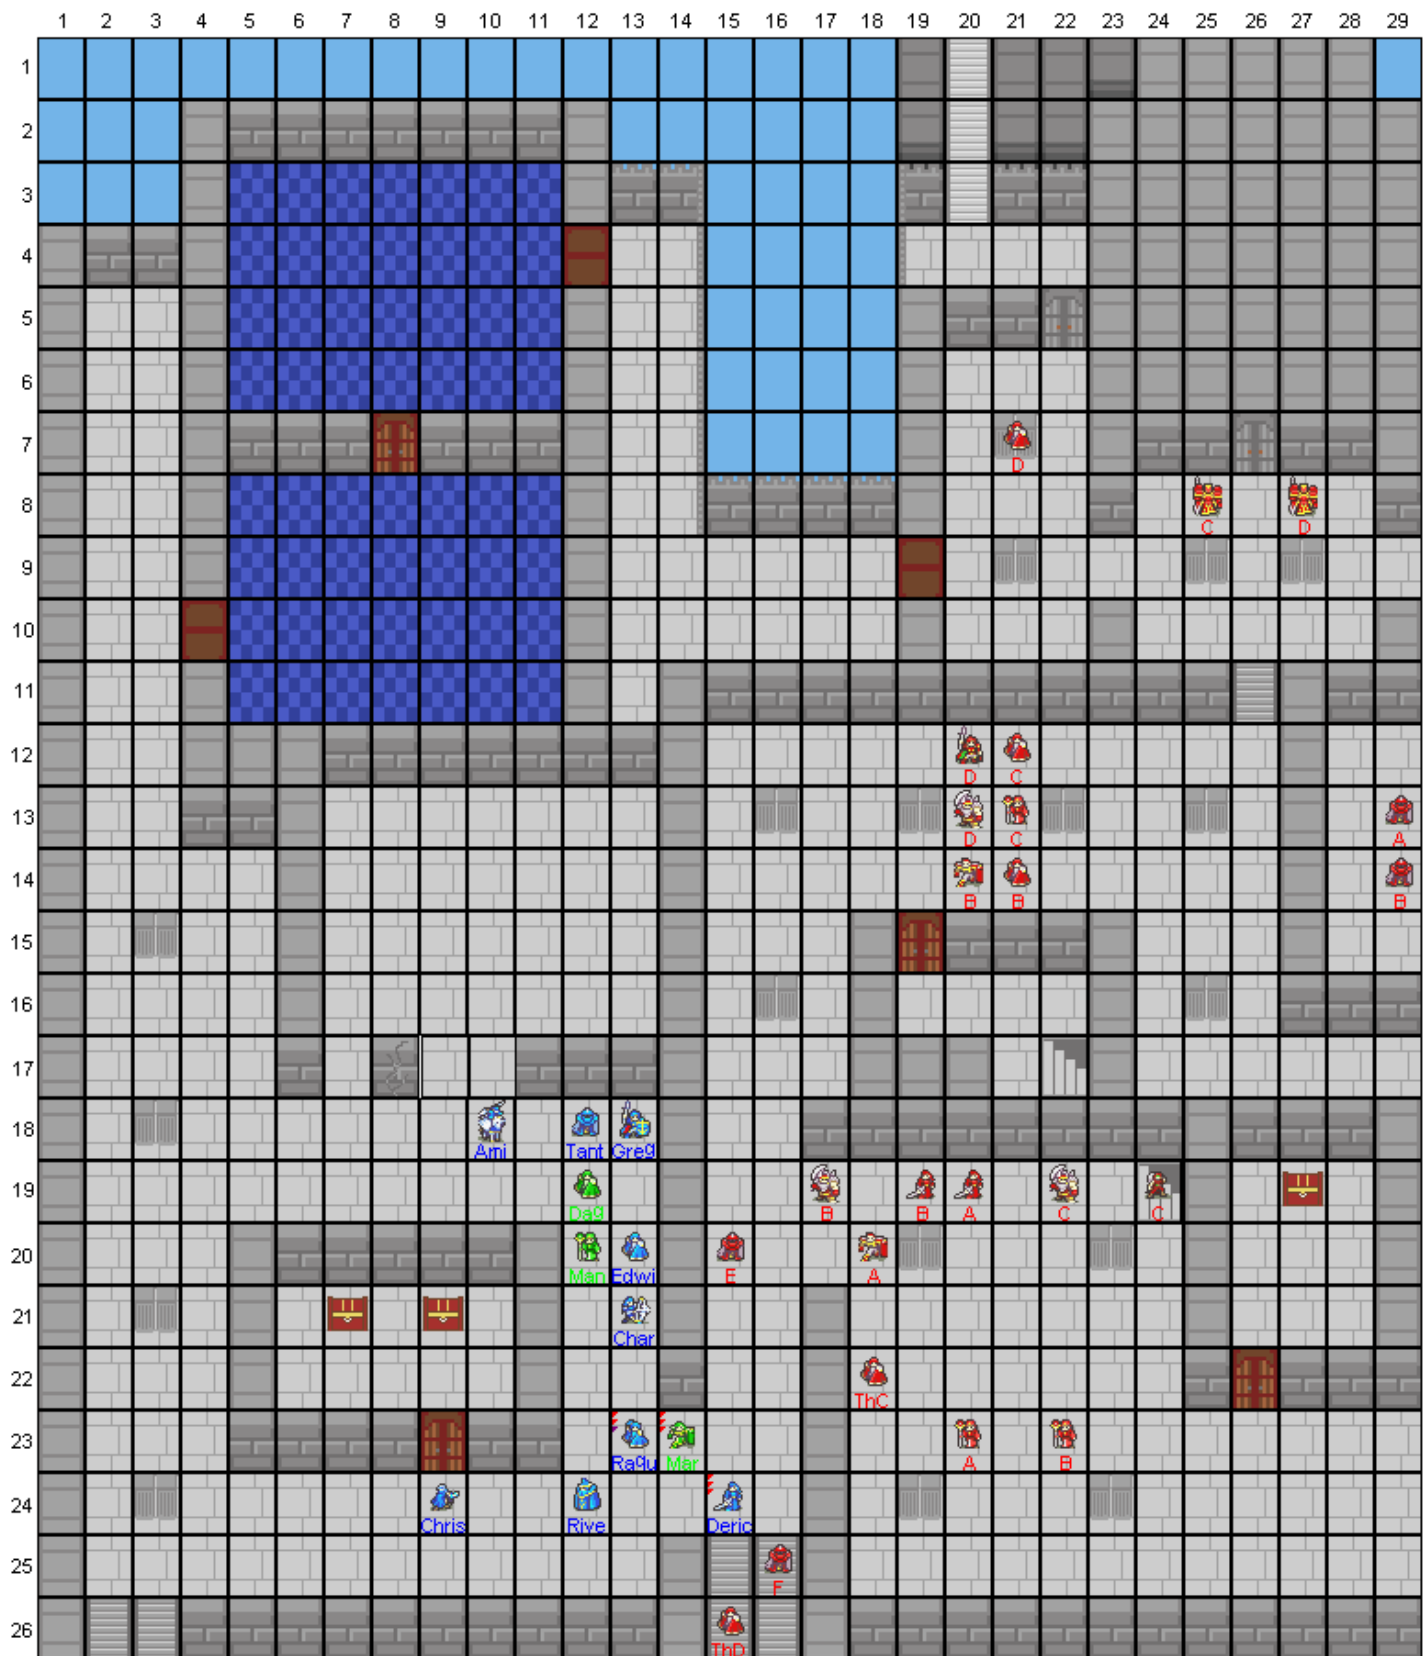 1 2 3 4 5 6 7 8 9 10 11 12 13 14 15 16 17 18 19 20 21 22 23 24 25 26 27 28 29
1
2
3
4
5
6
7
D
8
C D
9
10
11
12
D C
13
D C A
14
B B B
15
16
17
18
Ami Tant Greg
19
Dag B B A C C
20
Man Edwi E A
21
Char
22
ThC
23
Ragu Mar A B
24
Chris Rive Deric
25
F
26
ThD